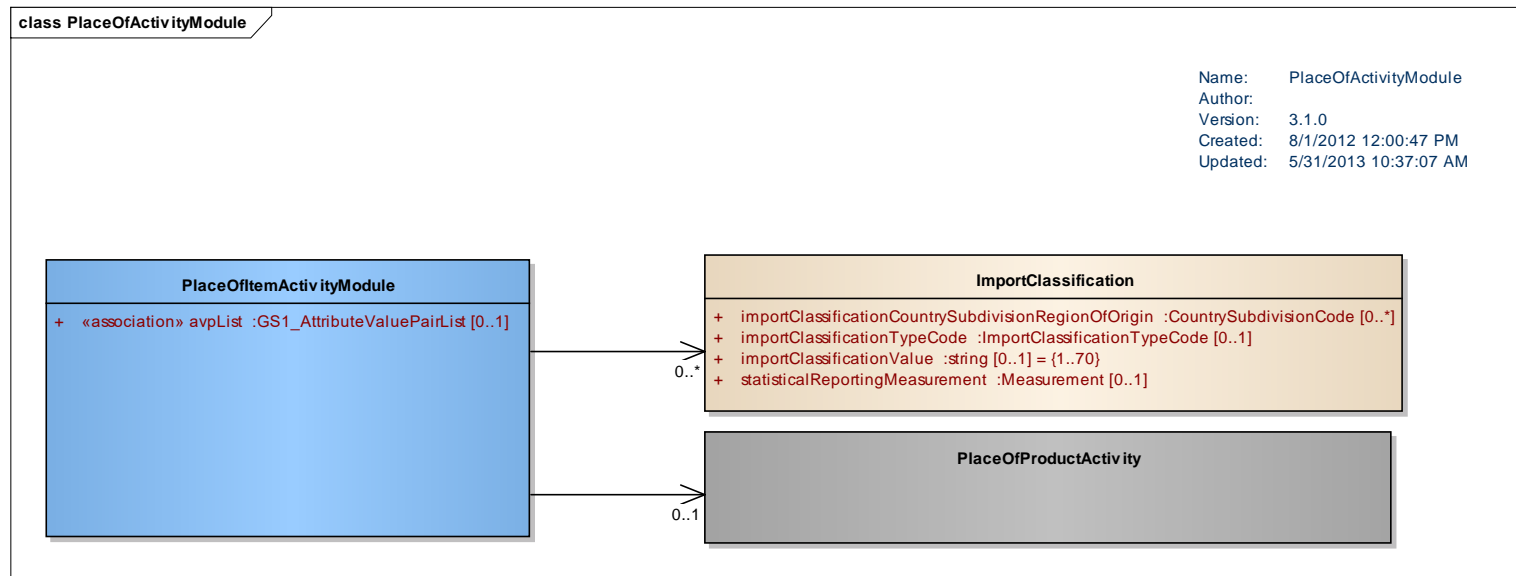 class PlaceOfActivityModule
Name: PlaceOfActivityModule
Author:
Version: 3.1.0
Created: 8/1/2012 12:00:47 PM
Updated: 5/31/2013 10:37:07 AM
PlaceOfItemActivityModule
+ «association» avpList :GS1_AttributeValuePairList [0..1]
ImportClassification
+ importClassificationCountrySubdivisionRegionOfOrigin :CountrySubdivisionCode [0..*]
+ importClassificationTypeCode :ImportClassificationTypeCode [0..1]
+ importClassificationValue :string [0..1] = {1..70}
+ statisticalReportingMeasurement :Measurement [0..1]
0..*
PlaceOfProductActivity
0..1